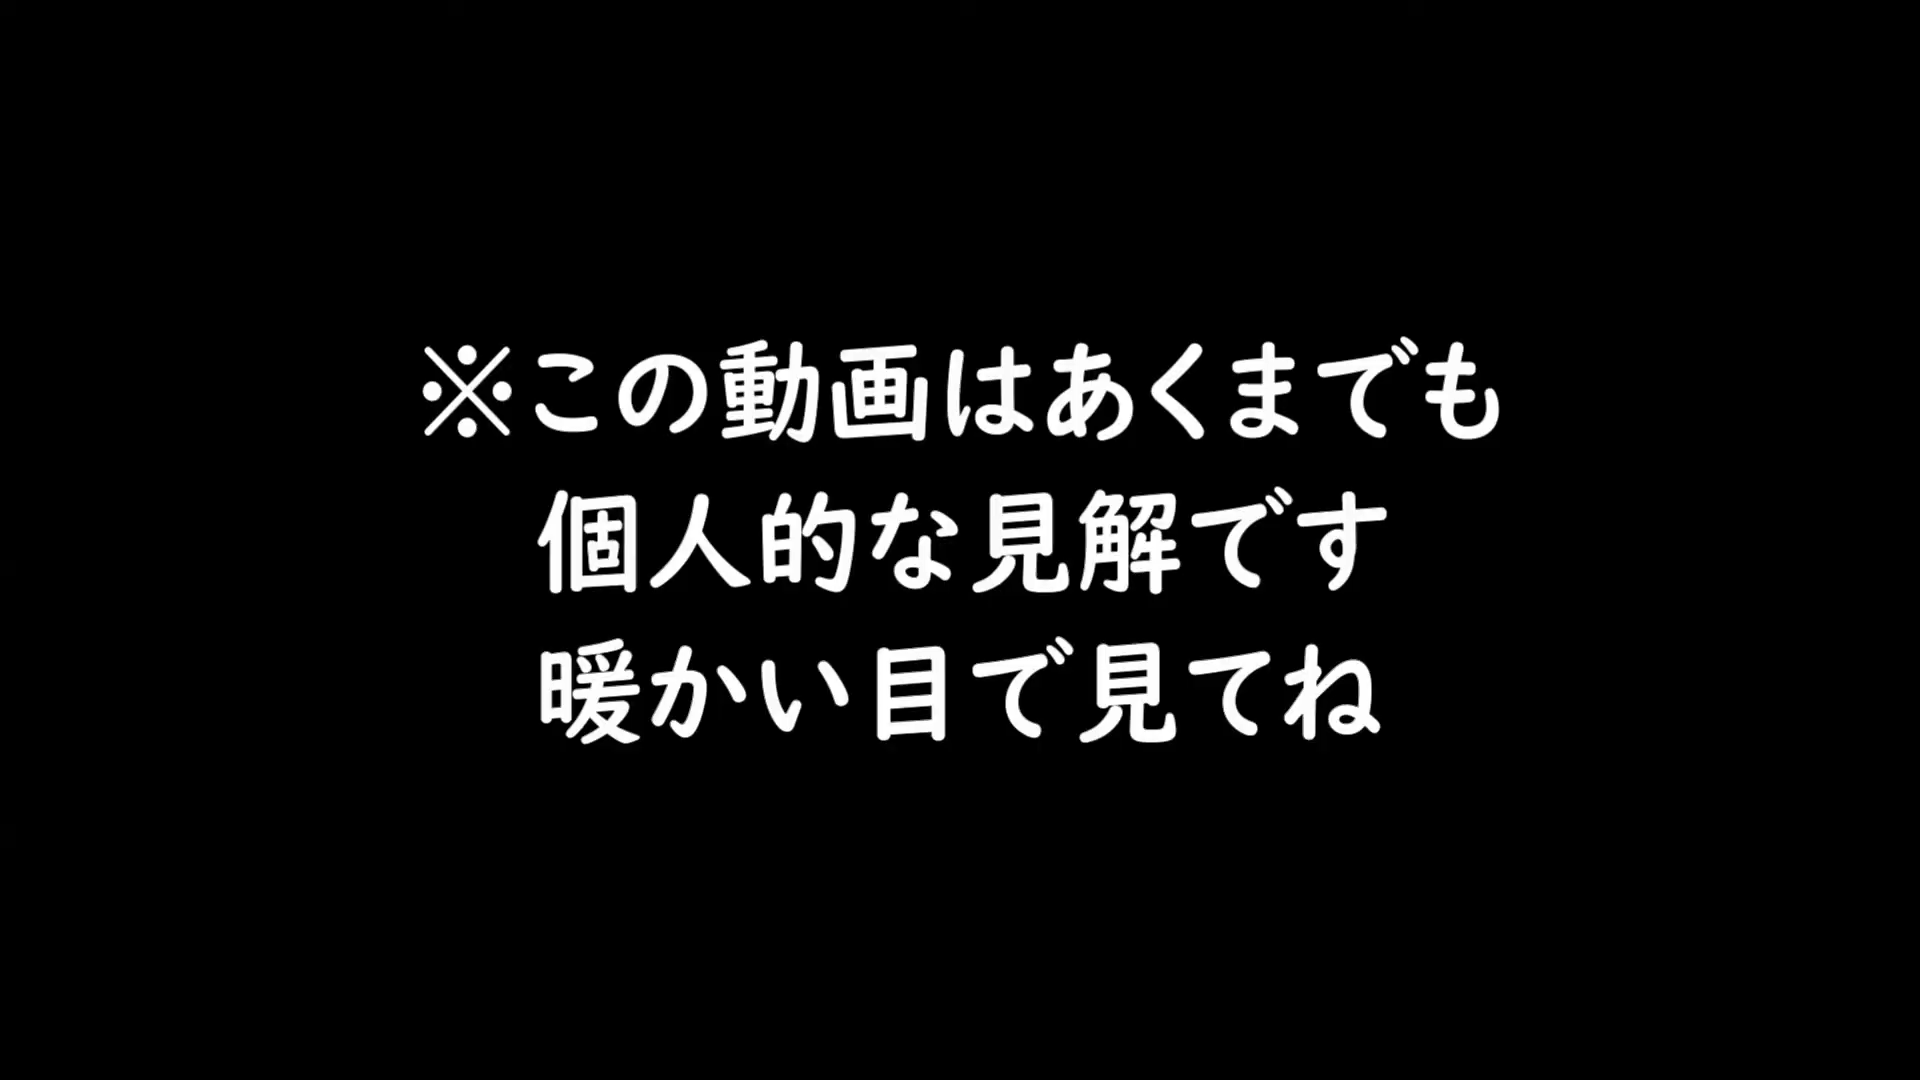 ※この動画はあくまでも
個人的な見解です
暖かい目で見てね